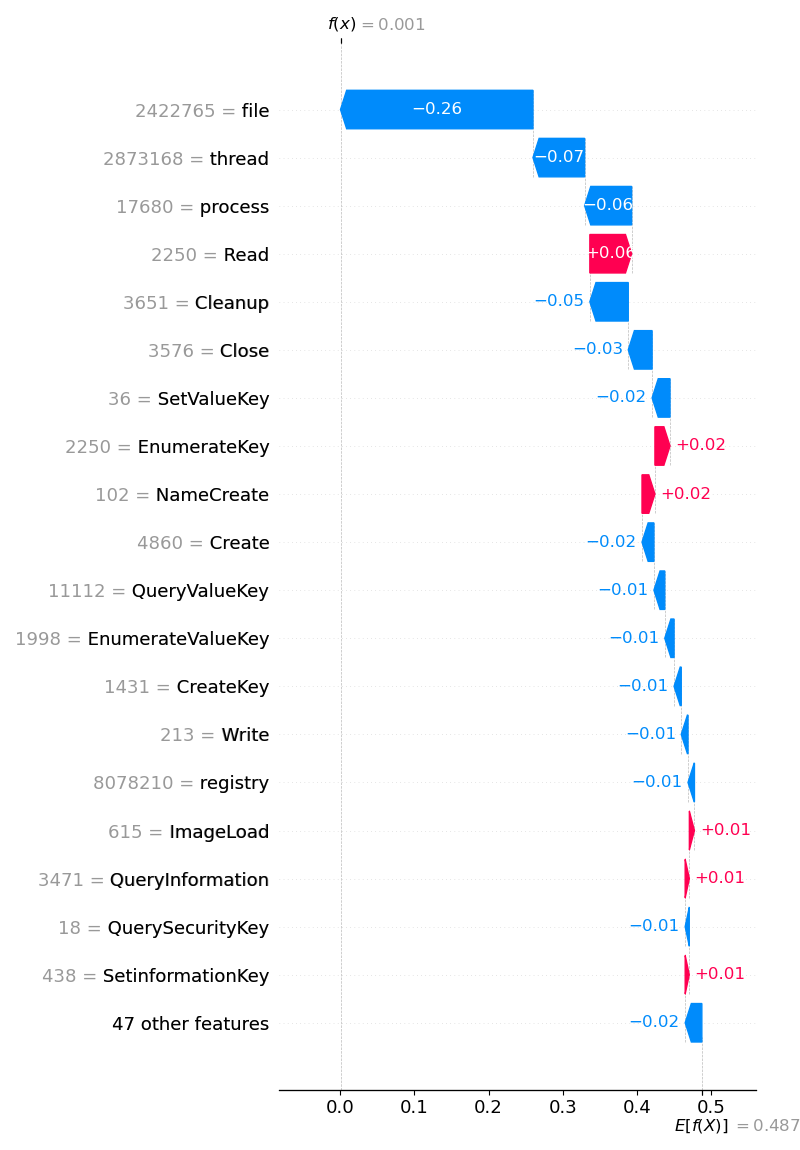 f(x) = 0.001
2422765 = file −0.26
2873168 = thread −0.07
17680 = process −0.06
2250 = Read +0.06
3651 = Cleanup −0.05
3576 = Close −0.03
36 = SetValueKey −0.02
2250 = EnumerateKey +0.02
102 = NameCreate +0.02
4860 = Create −0.02
11112 = QueryValueKey −0.01
1998 = EnumerateValueKey −0.01
1431 = CreateKey −0.01
213 = Write −0.01
8078210 = registry −0.01
615 = ImageLoad +0.01
3471 = QueryInformation +0.01
18 = QuerySecurityKey −0.01
438 = SetinformationKey +0.01
47 other features −0.02
0.0 0.1 0.2 0.3 0.4 0.5
E[f(X)] = 0.487